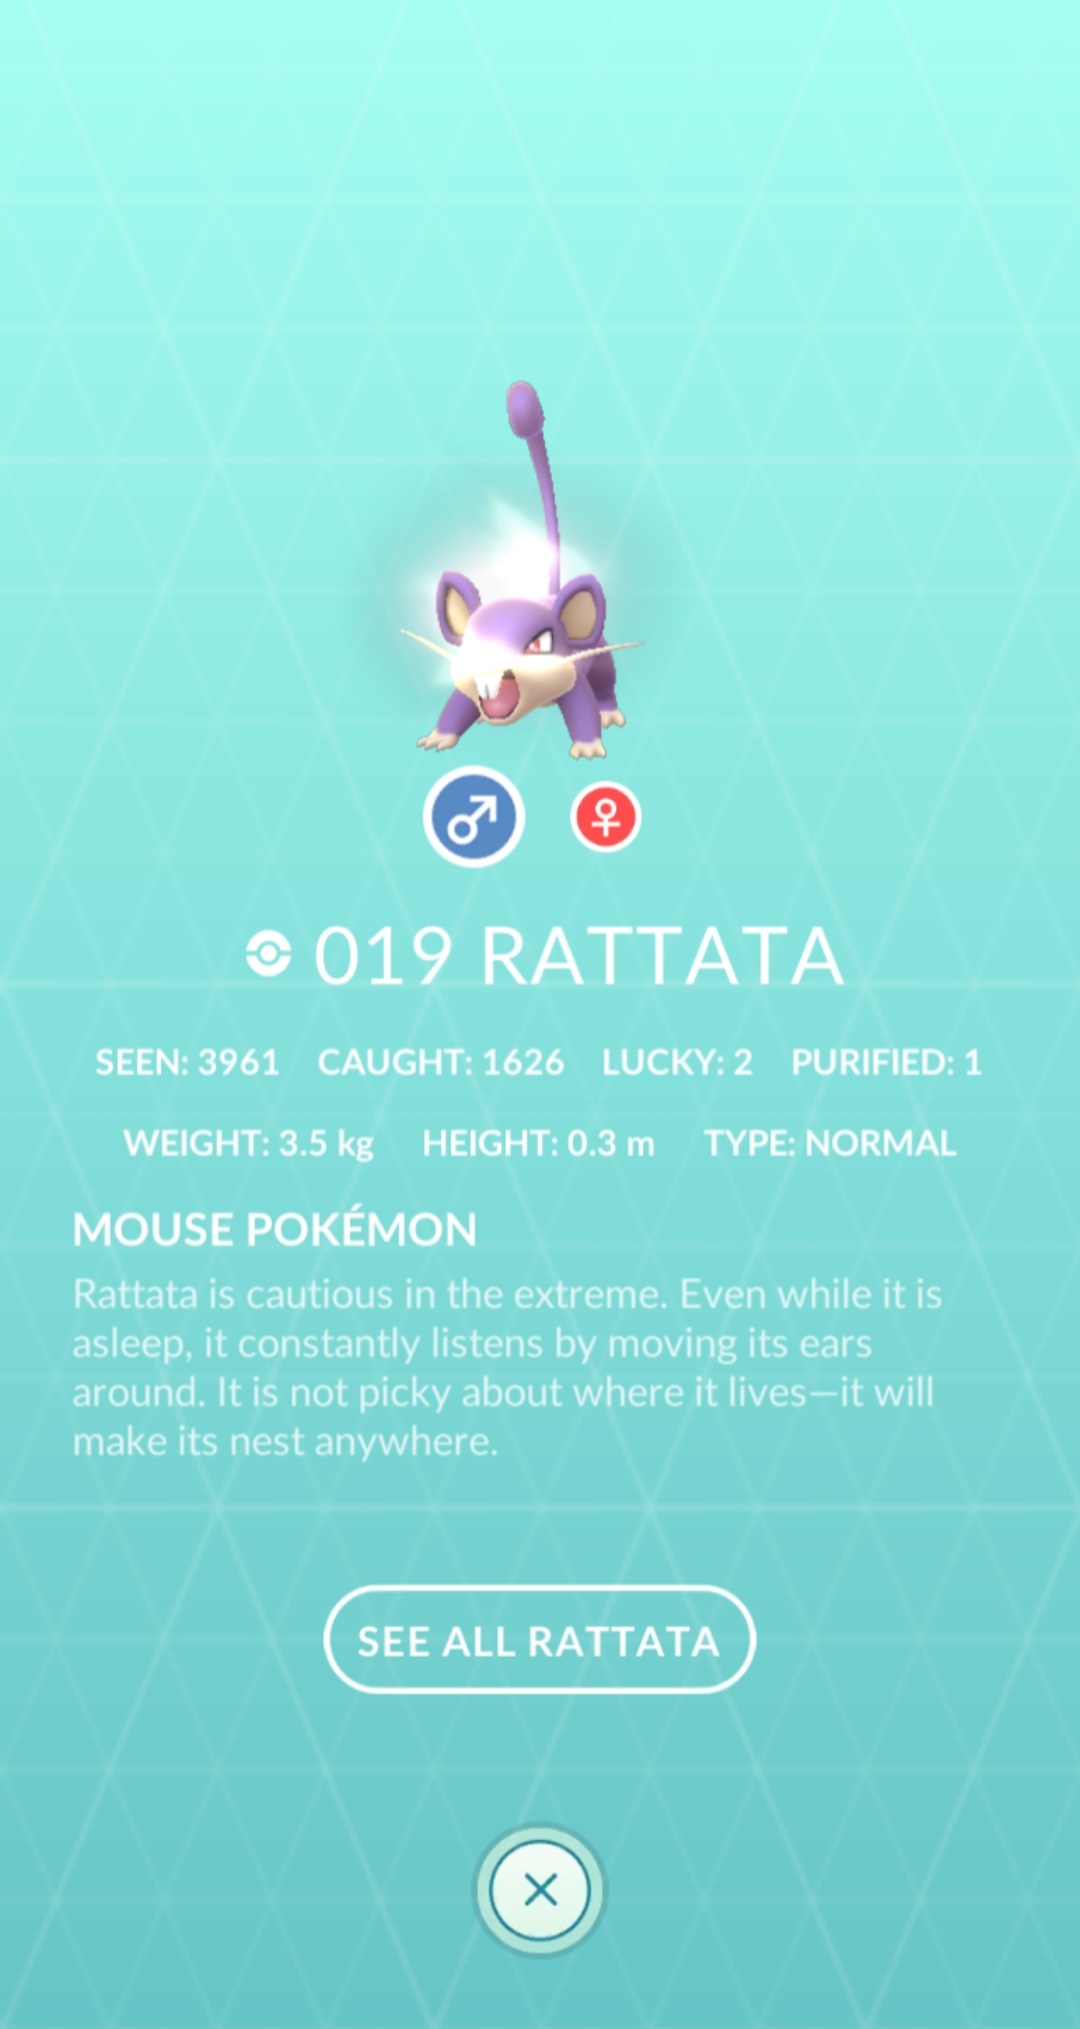 019 RATTATA
SEEN: 3961 CAUGHT: 1626 LUCKY: 2 PURIFIED: 1
WEIGHT: 3.5 kg HEIGHT: 0.3 m TYPE: NORMAL
MOUSE POKÉMON
Rattata is cautious in the extreme. Even while it is
asleep, it constantly listens by moving its ears
around. It is not picky about where it lives—it will
make its nest anywhere.
SEE ALL RATTATA